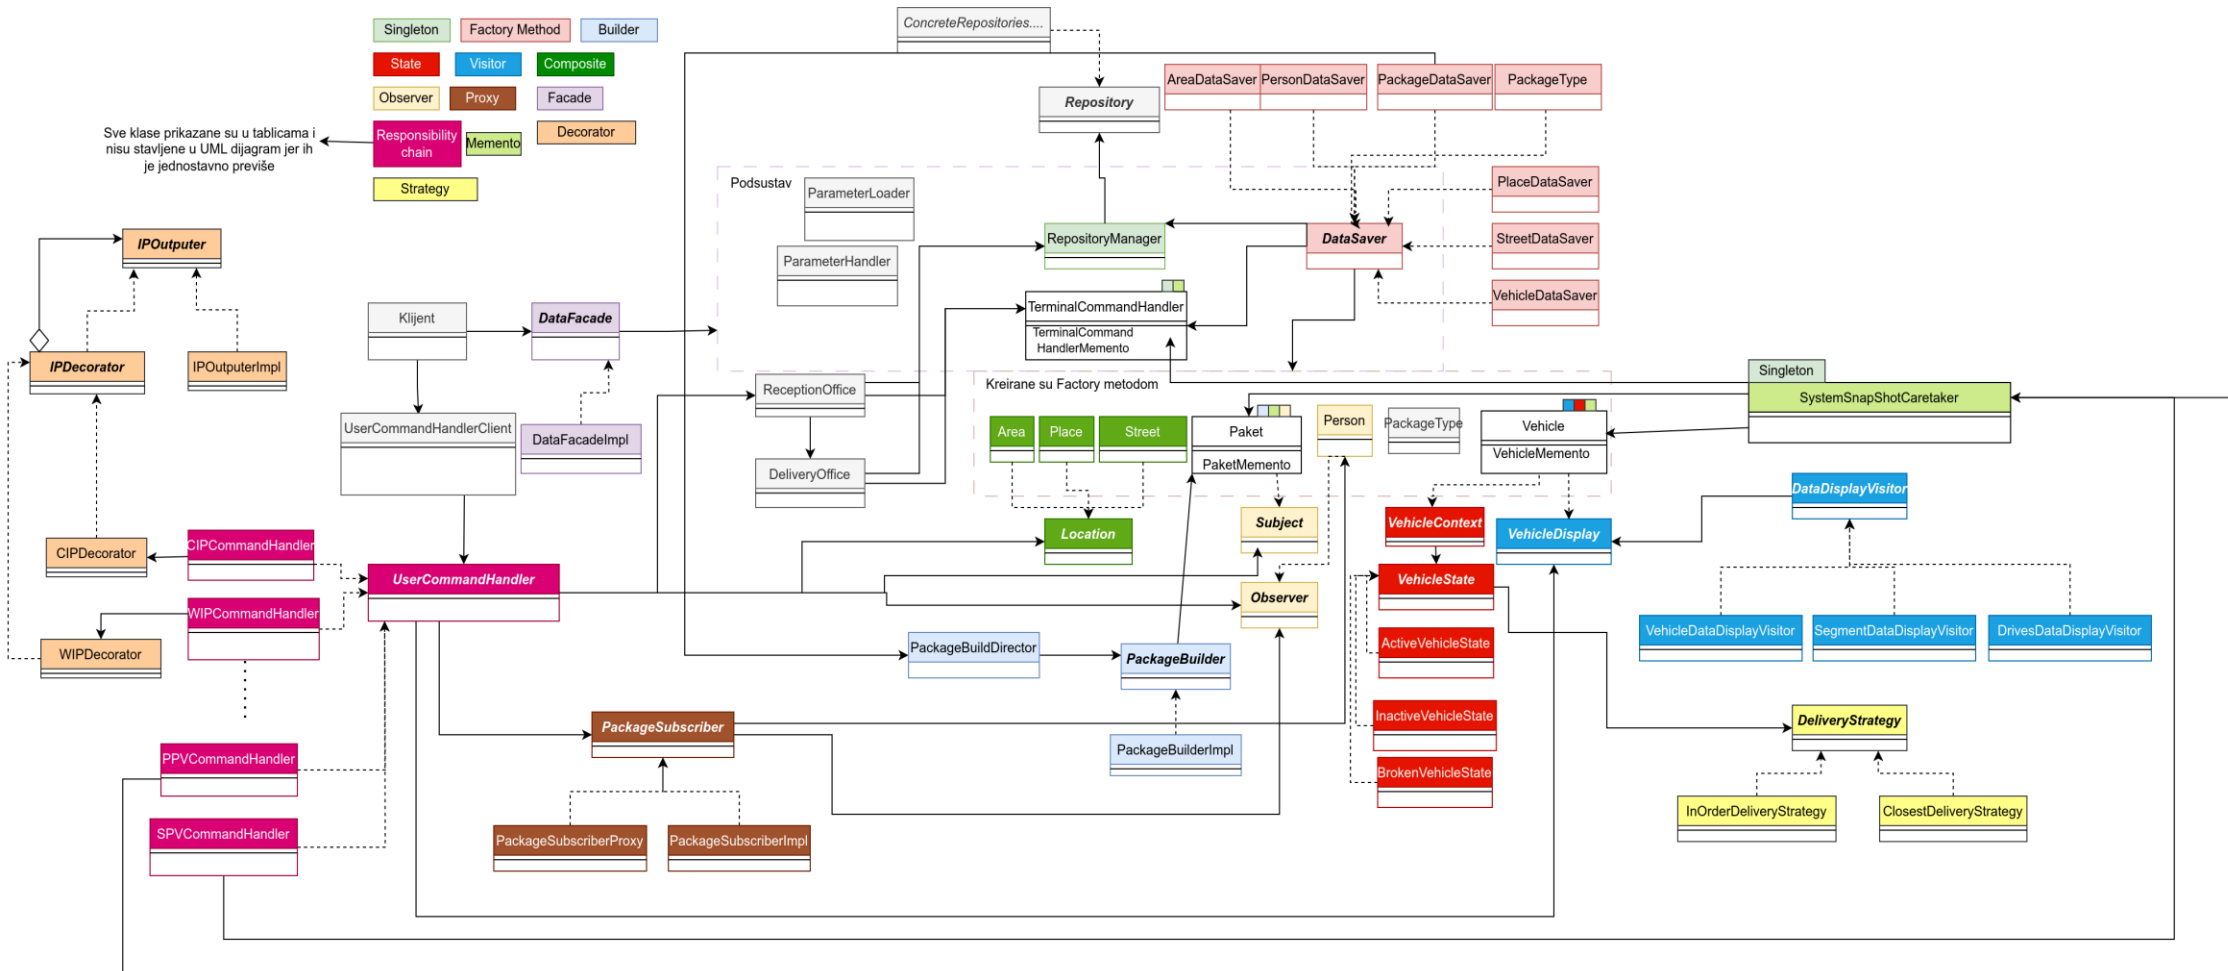 Singleton
Factory Method
Builder
State
Visitor
Composite
Observer
Proxy
Facade
Responsibility
chain
Memento
Decorator
Strategy
Sve klase prikazane su u tablicama i
nisu stavljene u UML dijagram jer ih
je jednostavno previše
ConcreteRepositories....
Repository
AreaDataSaver
PersonDataSaver
PackageDataSaver
PackageType
Podsustav
ParameterLoader
ParameterHandler
RepositoryManager
DataSaver
PlaceDataSaver
StreetDataSaver
VehicleDataSaver
TerminalCommandHandler
TerminalCommand
HandlerMemento
IPOutputer
IPDecorator
IPOutputerImpl
Klijent
DataFacade
DataFacadeImpl
UserCommandHandlerClient
ReceptionOffice
DeliveryOffice
Kreirane su Factory metodom
Area
Place
Street
Paket
PaketMemento
Person
PackageType
Vehicle
VehicleMemento
Singleton
SystemSnapShotCaretaker
Location
Subject
Observer
VehicleContext
VehicleDisplay
VehicleState
DataDisplayVisitor
CIPDecorator
CIPCommandHandler
UserCommandHandler
WIPCommandHandler
WIPDecorator
PackageBuildDirector
PackageBuilder
PackageBuilderImpl
ActiveVehicleState
InactiveVehicleState
BrokenVehicleState
VehicleDataDisplayVisitor
SegmentDataDisplayVisitor
DrivesDataDisplayVisitor
PackageSubscriber
PackageSubscriberProxy
PackageSubscriberImpl
DeliveryStrategy
InOrderDeliveryStrategy
ClosestDeliveryStrategy
PPVCommandHandler
SPVCommandHandler